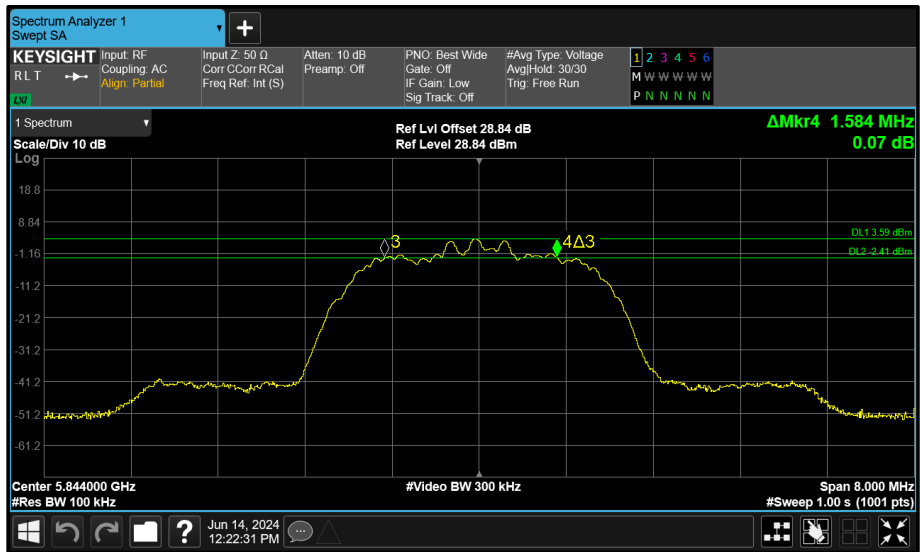 Spectrum Analyzer 1
Swept SA
+
KEYSIGHT
R L T
LXI
Input: RF
Coupling: AC
Align: Partial
Input Z: 50 Ω
Corr CCorr RCal
Freq Ref: Int (S)
Atten: 10 dB
Preamp: Off
PNO: Best Wide
Gate: Off
IF Gain: Low
Sig Track: Off
#Avg Type: Voltage
Avg|Hold: 30/30
Trig: Free Run
1 2 3 4 5 6
M W W W W W
P N N N N N
1 Spectrum
Scale/Div 10 dB
Ref Lvl Offset 28.84 dB
Ref Level 28.84 dBm
ΔMkr4 1.584 MHz
0.07 dB
Log
18.8
8.84
-1.16
-11.2
-21.2
-31.2
-41.2
-51.2
-61.2
3
4Δ3
DL1 3.59 dBm
DL2 -2.41 dBm
Center 5.844000 GHz
#Video BW 300 kHz
Span 8.000 MHz
#Res BW 100 kHz
#Sweep 1.00 s (1001 pts)
?
Jun 14, 2024
12:22:31 PM